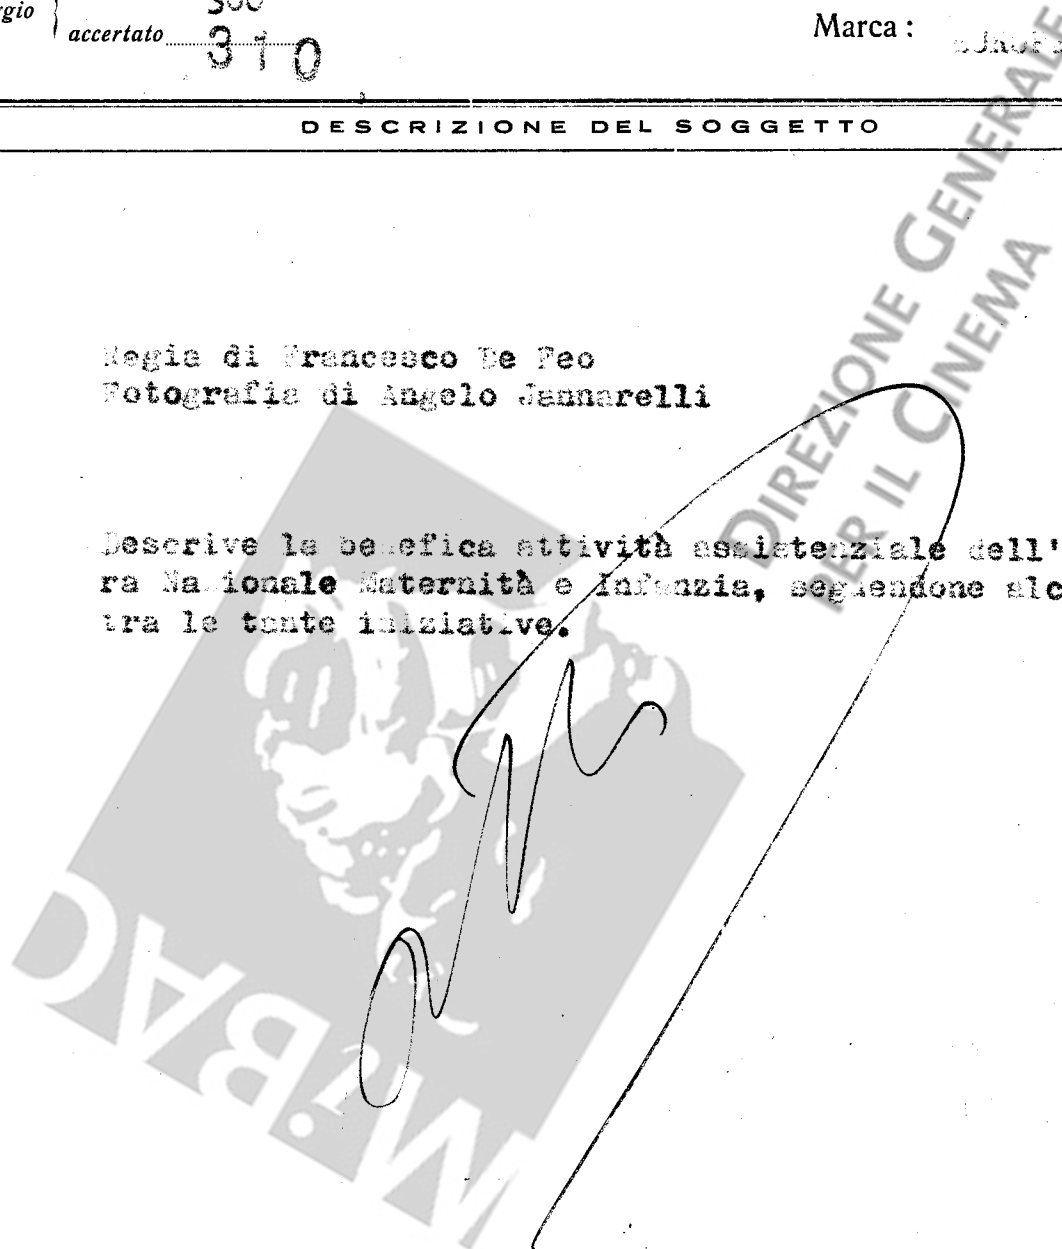 accertato 310
Marca :
DESCRIZIONE DEL SOGGETTO
Regia di Francesco De Feo
Fotografia di Angelo Jannarelli
Descrive la benefica attività assistenziale dell'
ra Nazionale Maternità e Infanzia, seguendone alc
tra le tante iniziative.
DIREZIONE GENERALE
PER IL CINEMA
MiBAC